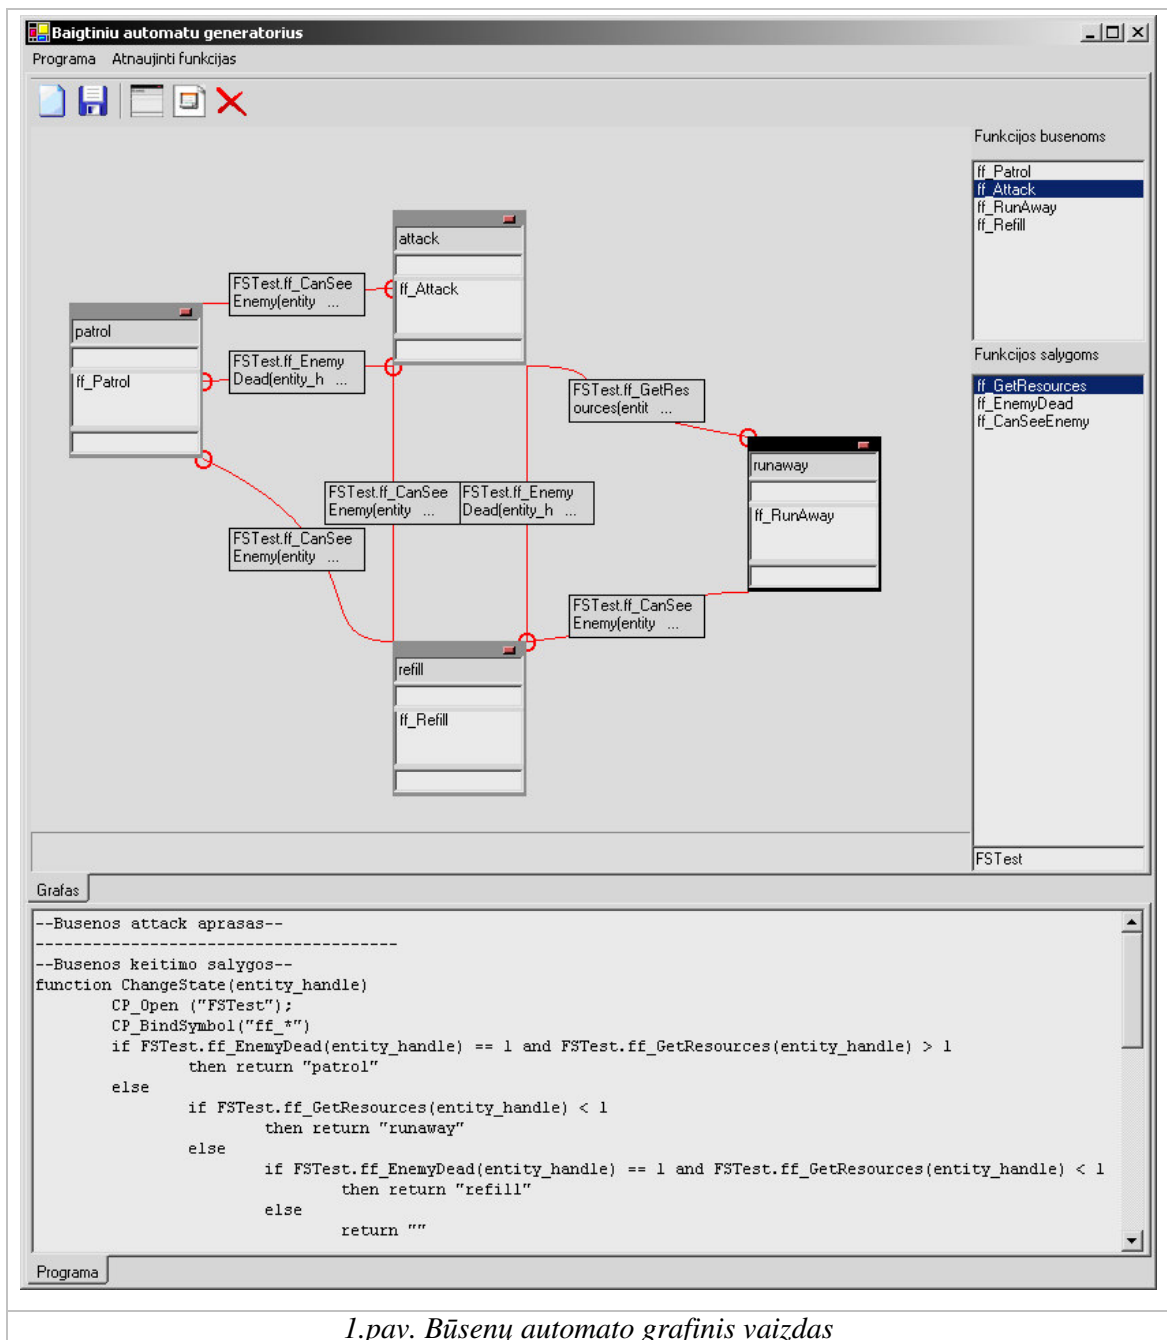 Baigtiniu automatu generatorius
Programa Atnaujinti funkcijas
Funkcijos busenoms
ff_Patrol
ff_Attack
ff_RunAway
ff_Refill
attack
ff_Attack
FSTest.ff_CanSee
Enemy(entity ...
patrol
ff_Patrol
FSTest.ff_Enemy
Dead(entity_h ...
Funkcijos salygoms
ff_GetResources
ff_EnemyDead
ff_CanSeeEnemy
FSTest.ff_GetRes
ources(entit ...
runaway
ff_RunAway
FSTest.ff_CanSee
Enemy(entity ...
FSTest.ff_Enemy
Dead(entity_h ...
FSTest.ff_CanSee
Enemy(entity ...
FSTest.ff_CanSee
Enemy(entity ...
refill
ff_Refill
FSTest
Grafas
--Busenos attack aprasas--
--------------------------------------
--Busenos keitimo salygos--
function ChangeState(entity_handle)
CP_Open ("FSTest");
CP_BindSymbol("ff_*")
if FSTest.ff_EnemyDead(entity_handle) == 1 and FSTest.ff_GetResources(entity_handle) > 1
then return "patrol"
else
if FSTest.ff_GetResources(entity_handle) < 1
then return "runaway"
else
if FSTest.ff_EnemyDead(entity_handle) == 1 and FSTest.ff_GetResources(entity_handle) < 1
then return "refill"
else
return ""
Programa
1.pav. Būsenų automato grafinis vaizdas